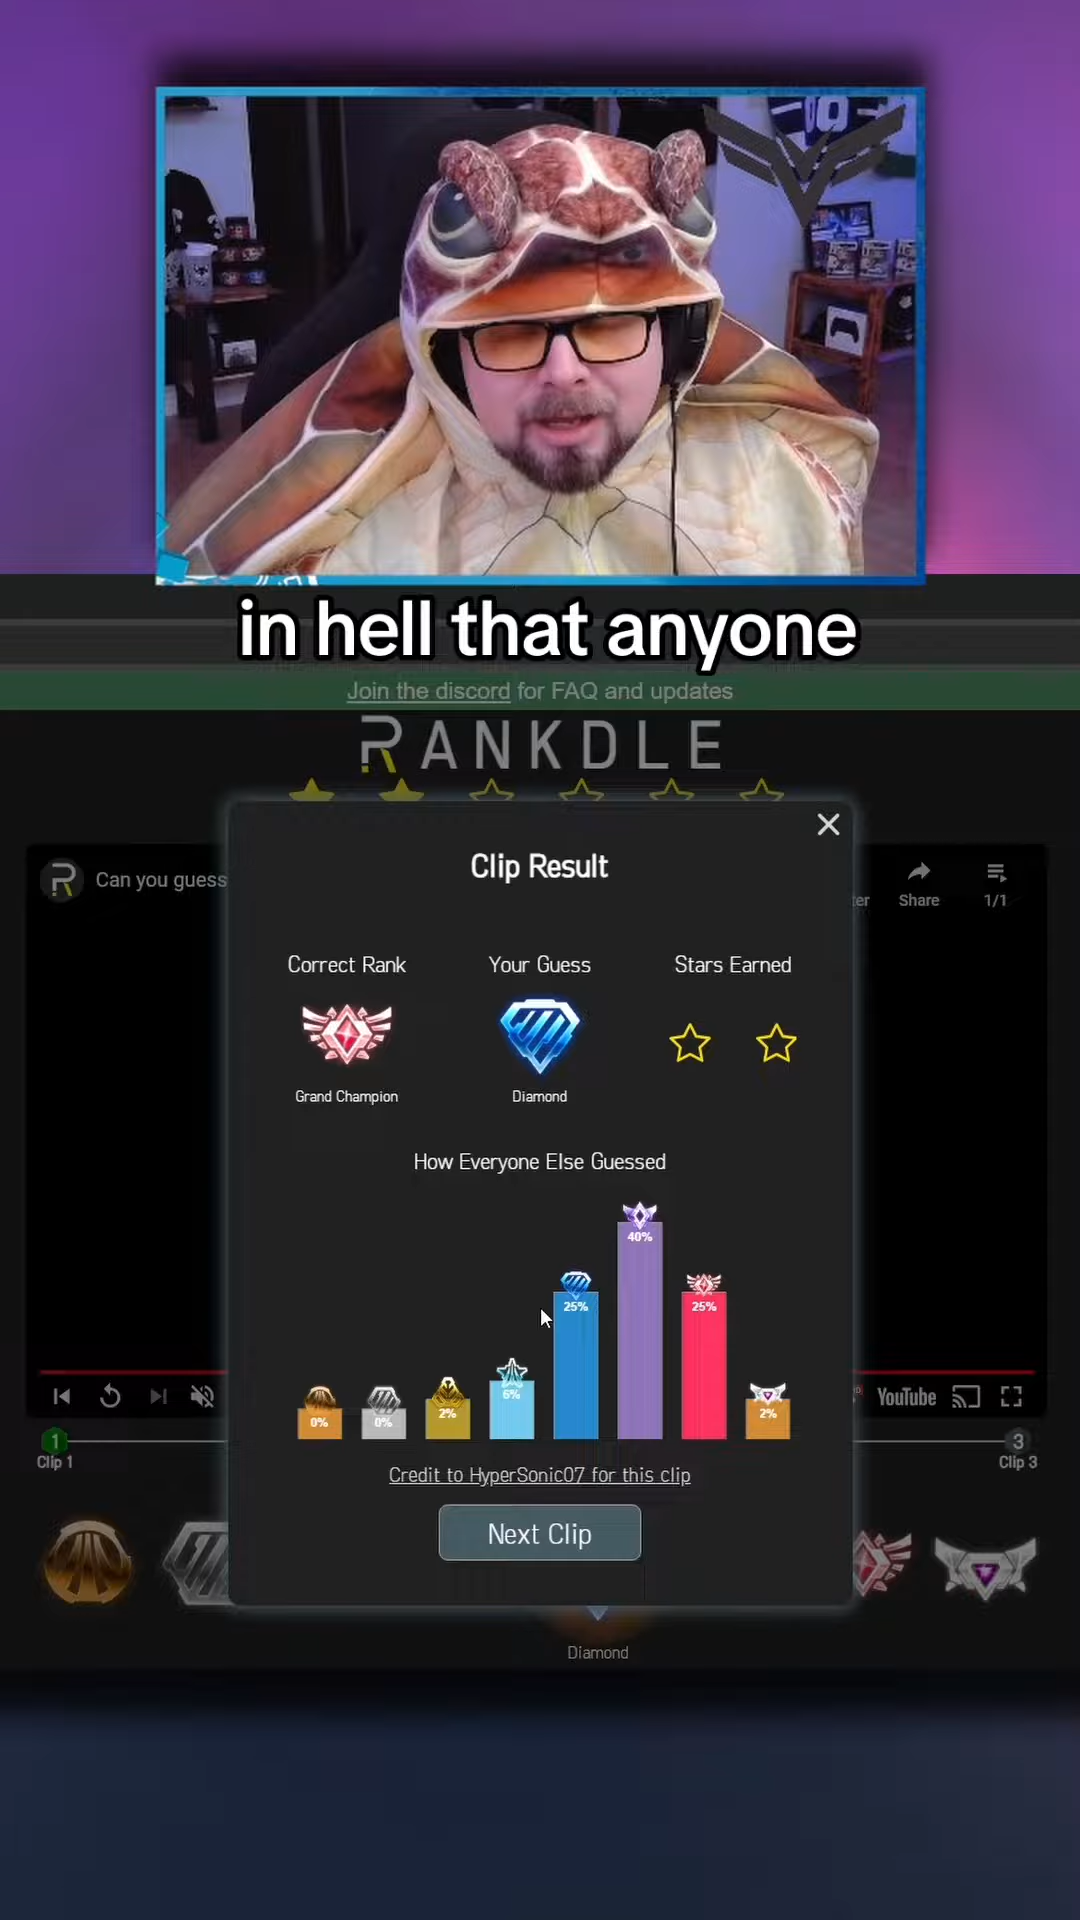 in hell that anyone
Join the discord for FAQ and updates
RANKDLE
Clip Result
Can you guess
Share
1/1
Correct Rank
Your Guess
Stars Earned
Grand Champion
Diamond
How Everyone Else Guessed
40%
25%
25%
6%
2%
0%
0%
2%
YouTube
1
3
Clip 1
Clip 3
Credit to HyperSonic07 for this clip
Next Clip
Diamond